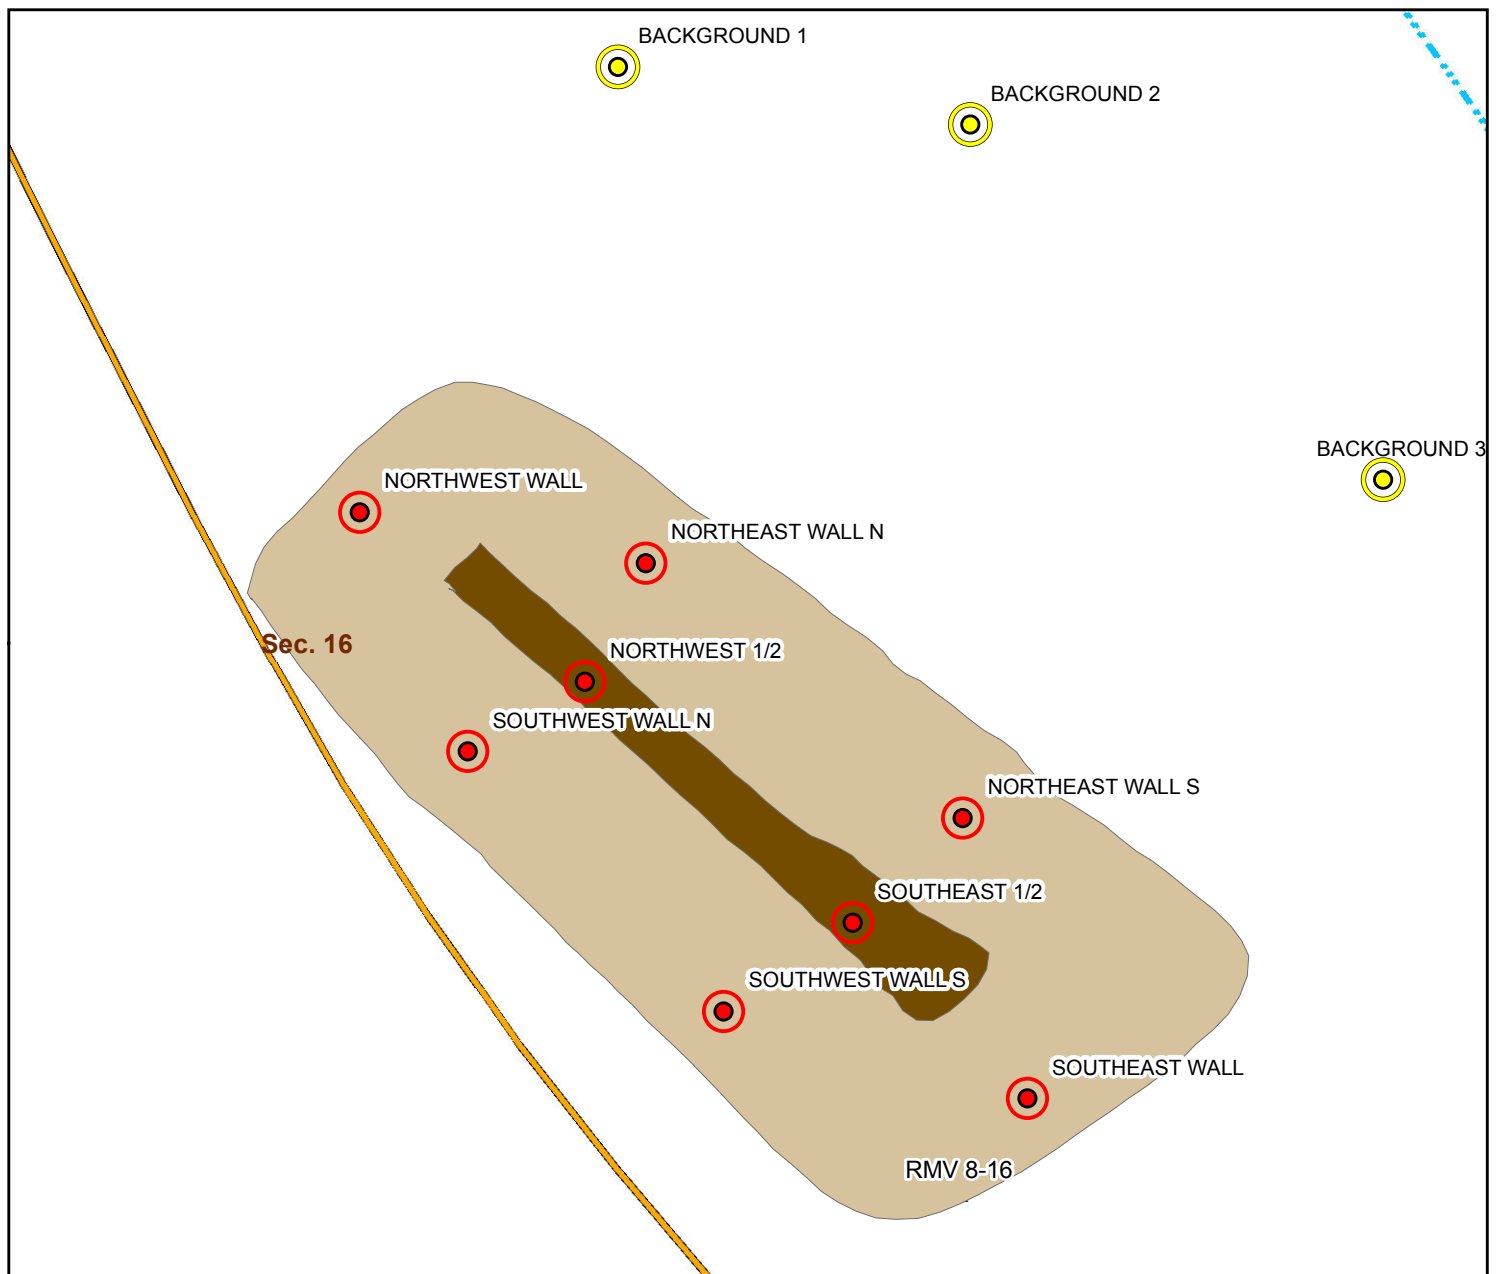 BACKGROUND 1
BACKGROUND 2
BACKGROUND 3
NORTHWEST WALL
NORTHEAST WALL N
Sec. 16
NORTHWEST 1/2
SOUTHWEST WALL N
NORTHEAST WALL S
SOUTHEAST 1/2
SOUTHWEST WALL S
SOUTHEAST WALL
RMV 8-16